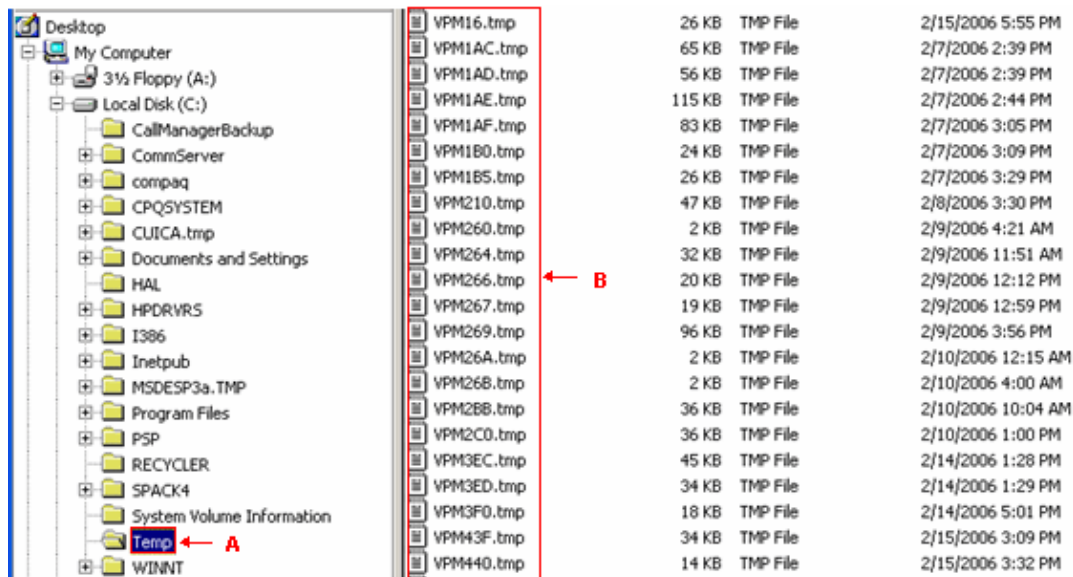 Desktop
My Computer
3½ Floppy (A:)
Local Disk (C:)
CallManagerBackup
CommServer
compaq
CPQSYSTEM
CUICA.tmp
Documents and Settings
HAL
HPDRVRS
I386
Inetpub
MSDESP3a.TMP
Program Files
PSP
RECYCLER
SPACK4
System Volume Information
Temp A
WINNT
VPM16.tmp 26 KB TMP File 2/15/2006 5:55 PM
VPM1AC.tmp 65 KB TMP File 2/7/2006 2:39 PM
VPM1AD.tmp 56 KB TMP File 2/7/2006 2:39 PM
VPM1AE.tmp 115 KB TMP File 2/7/2006 2:44 PM
VPM1AF.tmp 83 KB TMP File 2/7/2006 3:05 PM
VPM1B0.tmp 24 KB TMP File 2/7/2006 3:09 PM
VPM1B5.tmp 26 KB TMP File 2/7/2006 3:29 PM
VPM210.tmp 47 KB TMP File 2/8/2006 3:30 PM
VPM260.tmp 2 KB TMP File 2/9/2006 4:21 AM
VPM264.tmp 32 KB TMP File 2/9/2006 11:51 AM
VPM266.tmp B 20 KB TMP File 2/9/2006 12:12 PM
VPM267.tmp 19 KB TMP File 2/9/2006 12:59 PM
VPM269.tmp 96 KB TMP File 2/9/2006 3:56 PM
VPM26A.tmp 2 KB TMP File 2/10/2006 12:15 AM
VPM26B.tmp 2 KB TMP File 2/10/2006 4:00 AM
VPM2BB.tmp 36 KB TMP File 2/10/2006 10:04 AM
VPM2C0.tmp 36 KB TMP File 2/10/2006 1:00 PM
VPM3EC.tmp 45 KB TMP File 2/14/2006 1:28 PM
VPM3ED.tmp 34 KB TMP File 2/14/2006 1:29 PM
VPM3F0.tmp 18 KB TMP File 2/14/2006 5:01 PM
VPM43F.tmp 34 KB TMP File 2/15/2006 3:09 PM
VPM440.tmp 14 KB TMP File 2/15/2006 3:32 PM